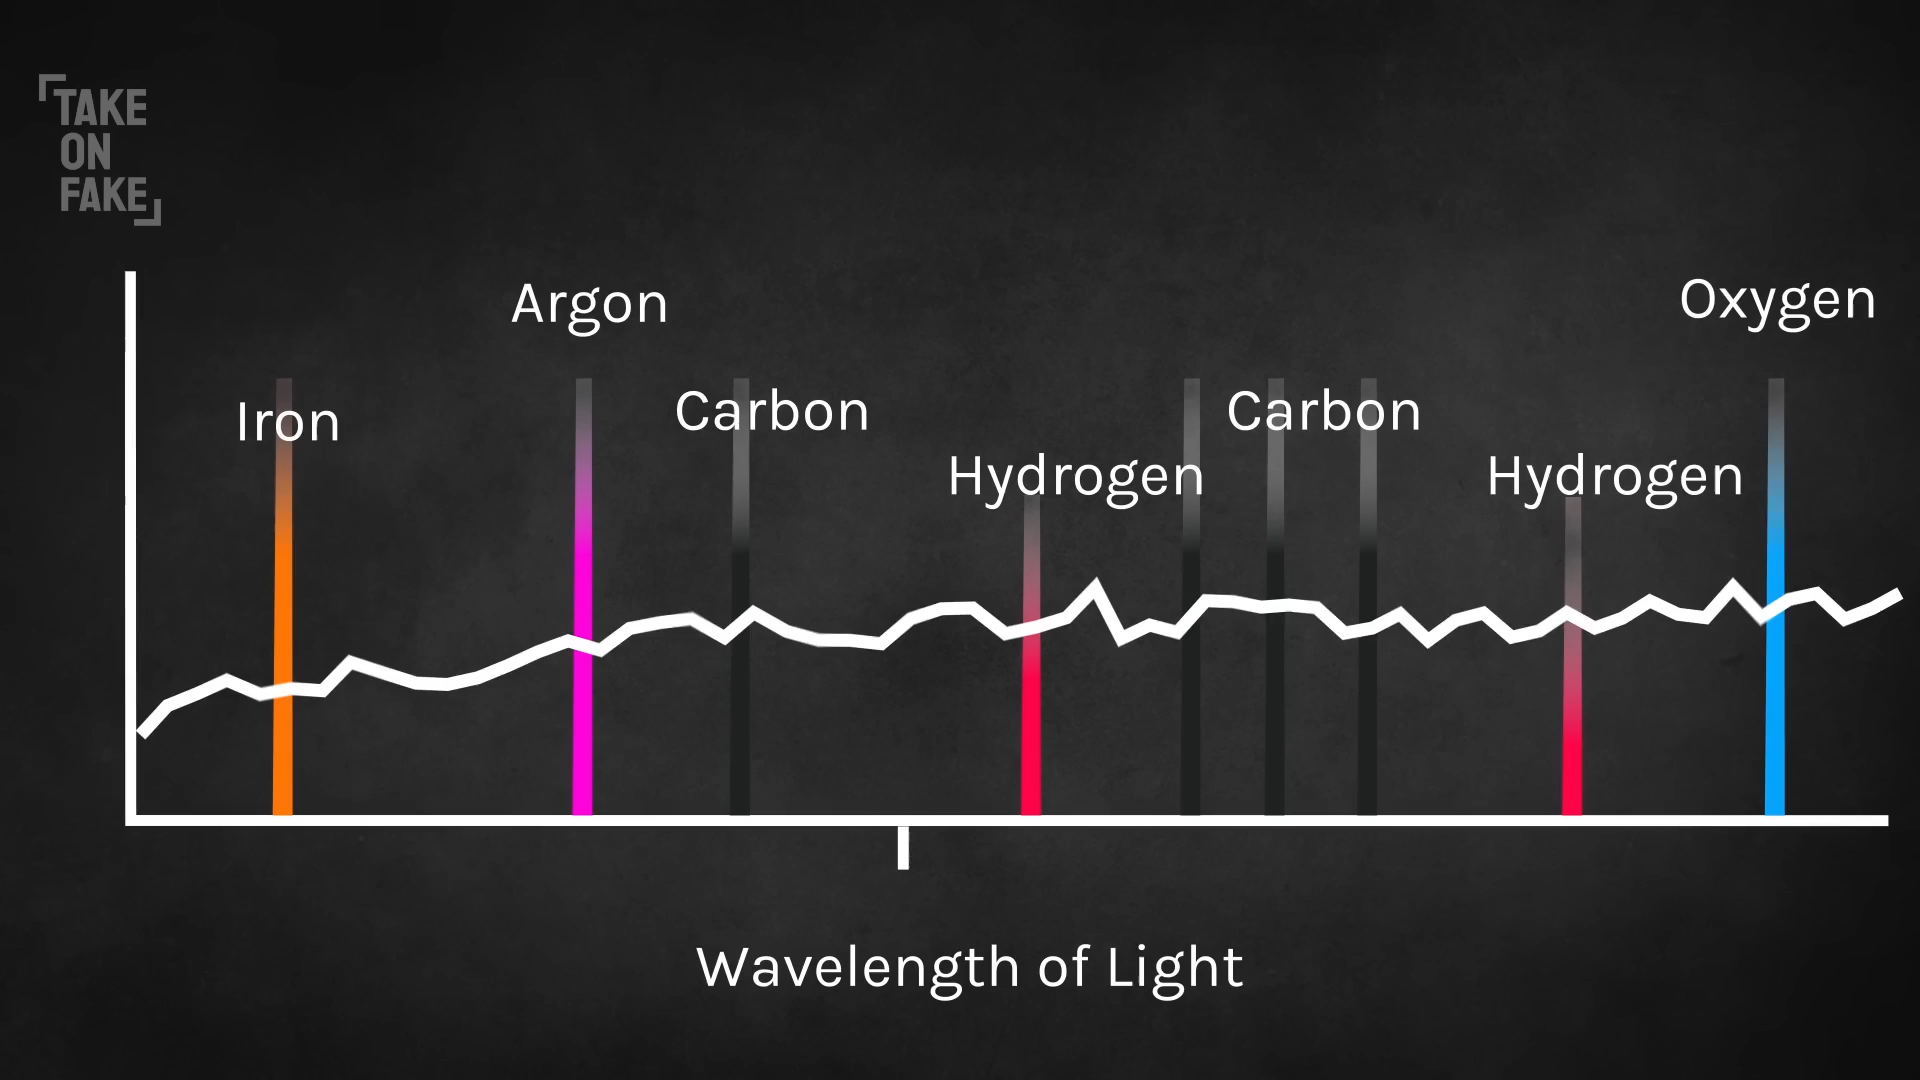 TAKE
ON
FAKE
Argon
Oxygen
Iron
Carbon
Carbon
Hydrogen
Hydrogen
Wavelength of Light